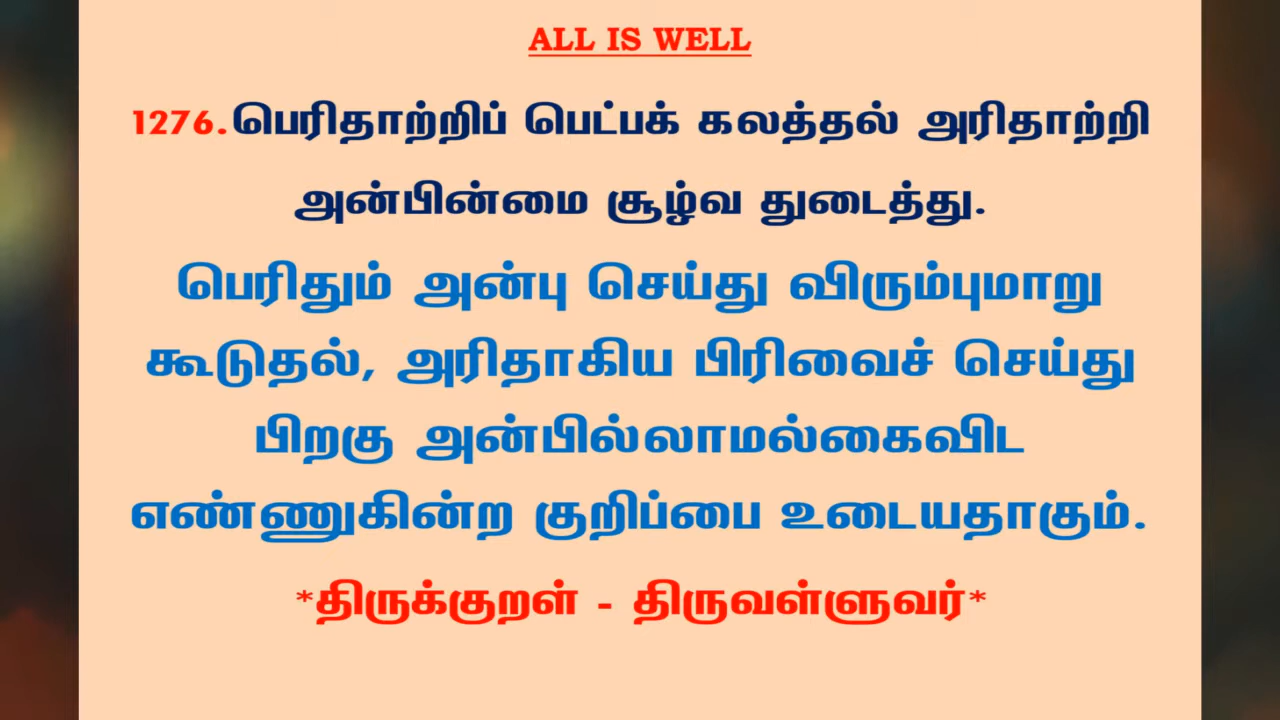 ALL IS WELL
1276.பெரிதாற்றிப் பெட்பக் கலத்தல் அரிதாற்றி
அன்பின்மை சூழ்வ துடைத்து.
பெரிதும் அன்பு செய்து விரும்புமாறு
கூடுதல், அரிதாகிய பிரிவைச் செய்து
பிறகு அன்பில்லாமல்கைவிட
எண்ணுகின்ற குறிப்பை உடையதாகும்.
*திருக்குறள் - திருவள்ளுவர்*